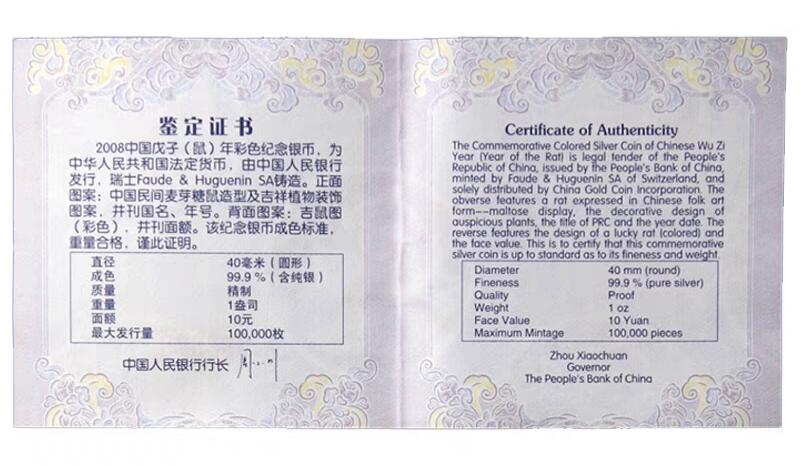 鉴定证书
2008中国戊子（鼠）年彩色纪念银币，为
中华人民共和国法定货币，由中国人民银行
发行，瑞士Faude & Huguenin SA铸造。正面
图案：中国民间麦芽糖鼠造型及吉祥植物装饰
图案，并刊国名、年号。背面图案：吉鼠图
（彩色），并刊面额。该纪念银币成色标准，
重量合格，谨此证明。
直径 40毫米（圆形）
成色 99.9％（含纯银）
质量 精制
重量 1盎司
面额 10元
最大发行量 100,000枚
中国人民银行行长
Certificate of Authenticity
The Commemorative Colored Silver Coin of Chinese Wu Zi
Year (Year of the Rat) is legal tender of the People's
Republic of China, issued by the People's Bank of China,
minted by Faude & Huguenin SA of Switzerland, and
solely distributed by China Gold Coin Incorporation. The
obverse features a rat expressed in Chinese folk art
form--maltose display, the decorative design of
auspicious plants, the title of PRC and the year date. The
reverse features the design of a lucky rat (colored) and
the face value. This is to certify that this commemorative
silver coin is up to standard as to its fineness and weight.
Diameter 40 mm (round)
Fineness 99.9 % (pure silver)
Quality Proof
Weight 1 oz
Face Value 10 Yuan
Maximum Mintage 100,000 pieces
Zhou Xiaochuan
Governor
The People's Bank of China